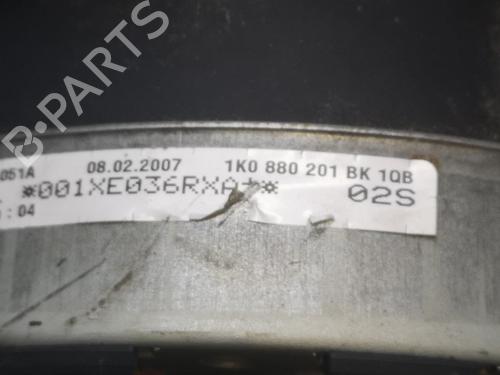 B-PARTS
051A 08.02.2007 1K0 880 201 BK 1QB
*001XE036RXA+* 02S
: 04